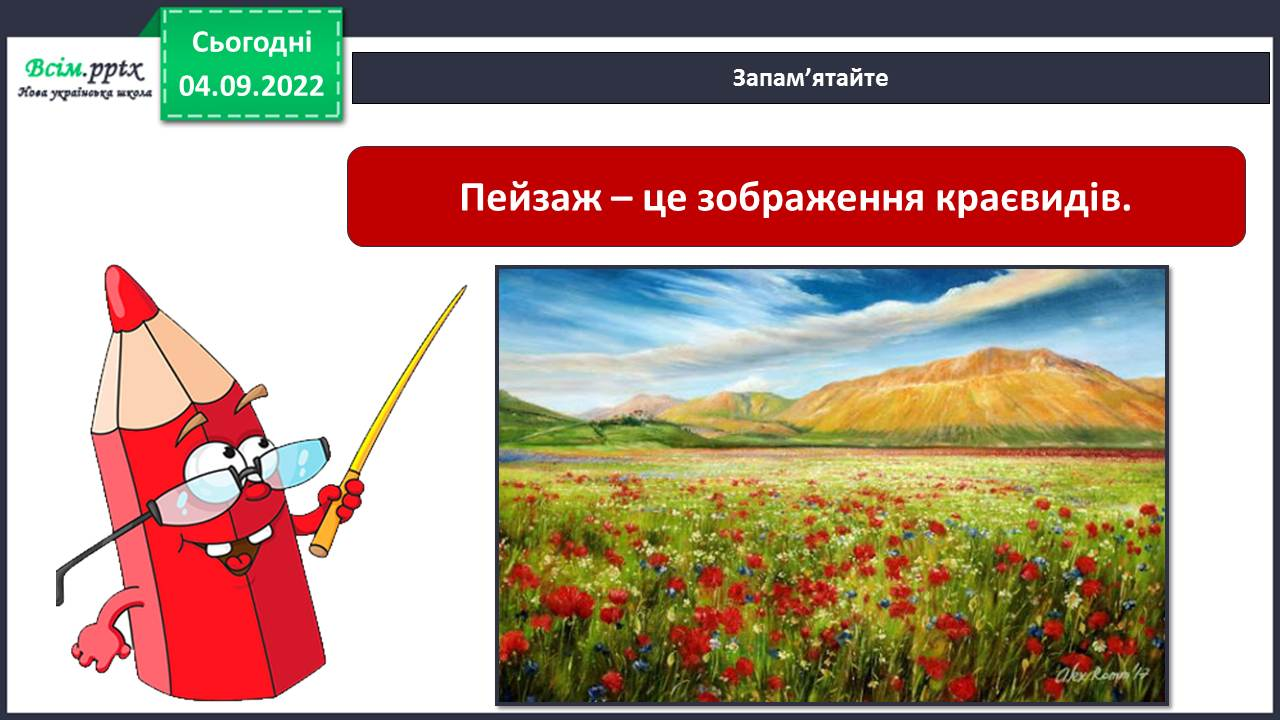 Сьогодні
04.09.2022
Всім.pptx
Нова українська школа
Запам’ятайте
Пейзаж – це зображення краєвидів.